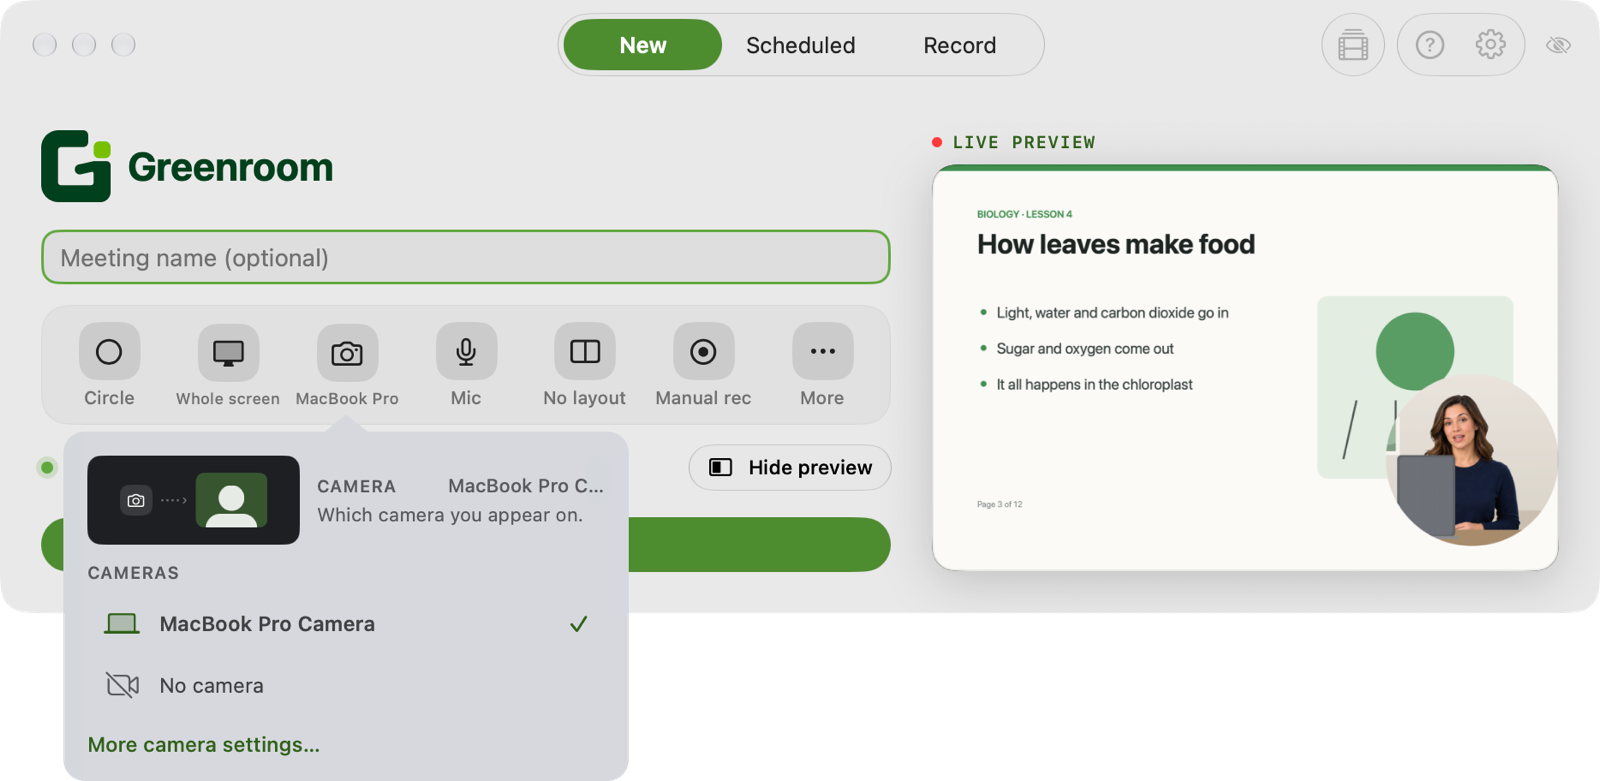 New
Scheduled
Record
Greenroom
LIVE PREVIEW
Meeting name (optional)
Circle
Whole screen
MacBook Pro
Mic
No layout
Manual rec
More
Hide preview
CAMERA
MacBook Pro C...
Which camera you appear on.
CAMERAS
MacBook Pro Camera
No camera
More camera settings...
BIOLOGY · LESSON 4
How leaves make food
• Light, water and carbon dioxide go in
• Sugar and oxygen come out
• It all happens in the chloroplast
Page 3 of 12